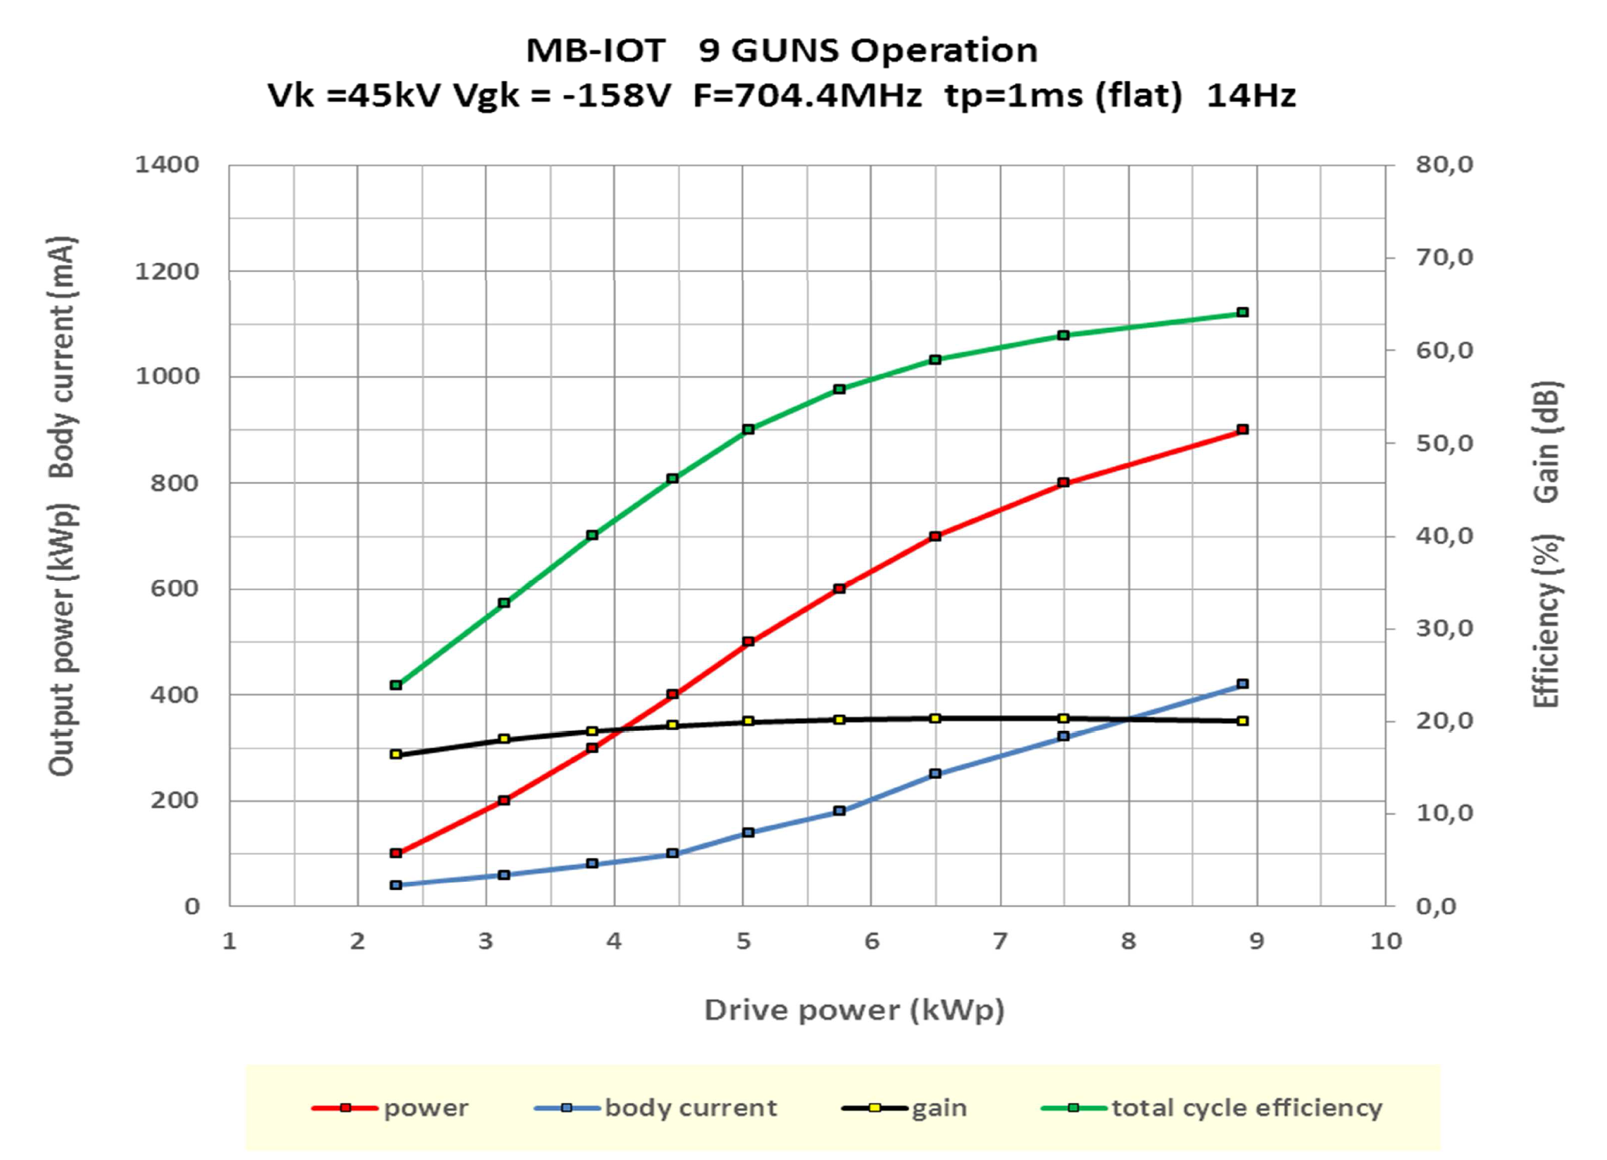 MB-IOT 9 GUNS Operation
Vk =45kV Vgk = -158V F=704.4MHz tp=1ms (flat) 14Hz
Output power (kWp) Body current (mA)
1400
1200
1000
800
600
400
200
0
80,0
70,0
60,0
50,0
40,0
30,0
20,0
10,0
0,0
Efficiency (%) Gain (dB)
1 2 3 4 5 6 7 8 9 10
Drive power (kWp)
power body current gain total cycle efficiency